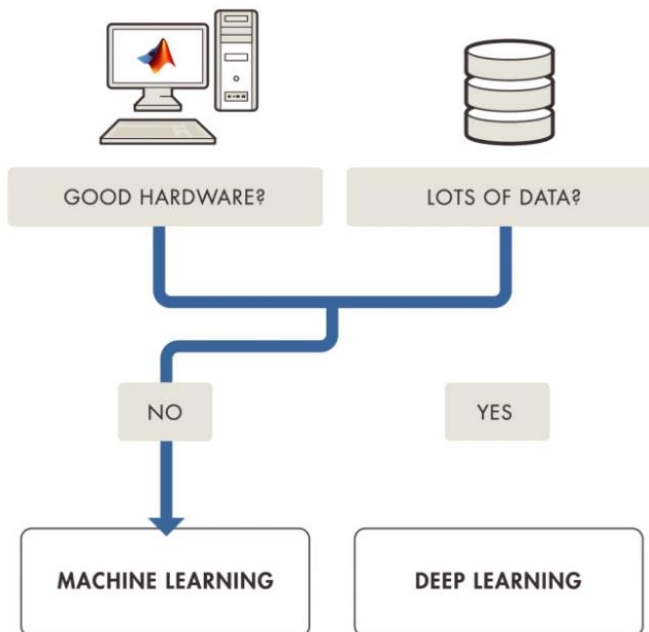 GOOD HARDWARE?
LOTS OF DATA?
NO
YES
MACHINE LEARNING
DEEP LEARNING